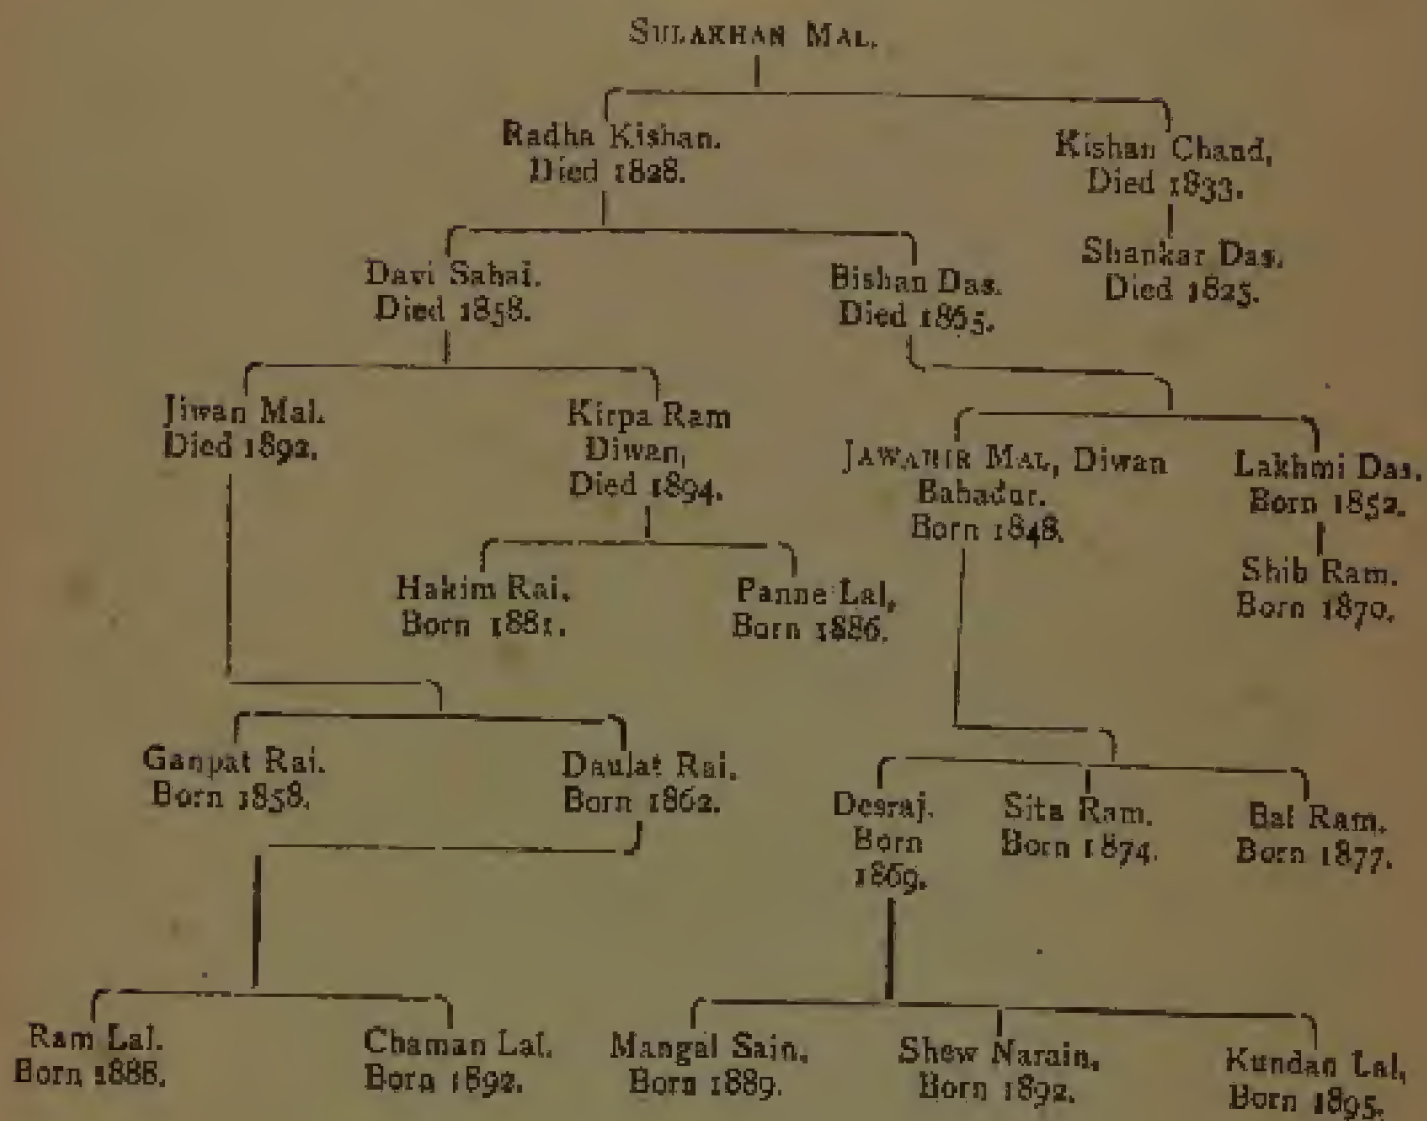 SULAKHAN MAL.
Radha Kishan.
Died 1828.
Kishan Chand,
Died 1833.
Shankar Das.
Died 1825.
Davi Sahai.
Died 1858.
Bishan Das.
Died 1865.
Jiwan Mal.
Died 1892.
Kirpa Ram
Diwan,
Died 1894.
JAWAHIR MAL, Diwan
Bahadur.
Born 1848.
Lakhmi Das.
Born 1852.
Shib Ram.
Born 1870.
Hakim Rai.
Born 1881.
Panne Lal,
Born 1886.
Ganpat Rai.
Born 1858.
Daulat Rai.
Born 1862.
Desraj.
Born
1869.
Sita Ram.
Born 1874.
Bal Ram.
Born 1877.
Ram Lal.
Born 1888.
Chaman Lal.
Born 1892.
Mangal Sain,
Born 1889.
Shew Narain,
Born 1892.
Kundan Lal,
Born 1895.